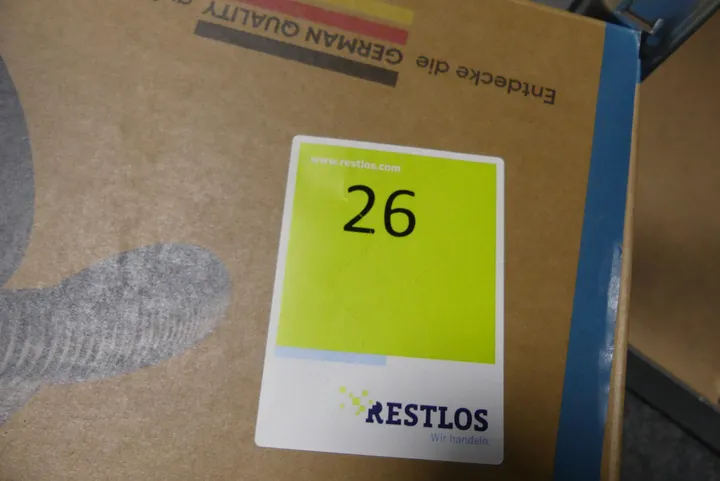 Entdecke die GERMAN QUALITY
www.restlos.com
26
RESTLOS
Wir handeln.